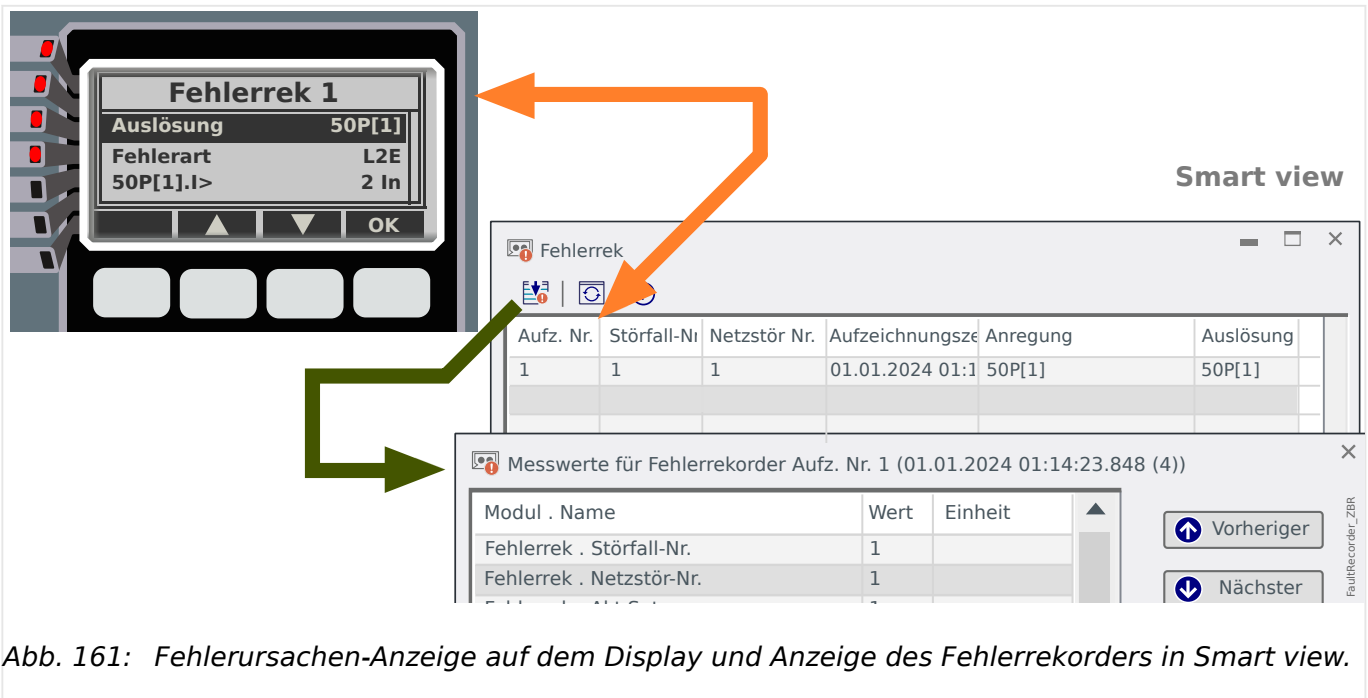 Fehlerrek 1
Auslösung 50P[1]
Fehlerart L2E
50P[1].I> 2 In
OK
Smart view
Fehlerrek
Aufz. Nr. Störfall-Nr Netzstör Nr. Aufzeichnungsze Anregung Auslösung
1 1 1 01.01.2024 01:1 50P[1] 50P[1]
Messwerte für Fehlerrekorder Aufz. Nr. 1 (01.01.2024 01:14:23.848 (4))
Modul . Name Wert Einheit
Fehlerrek . Störfall-Nr. 1
Fehlerrek . Netzstör-Nr. 1
Vorheriger
Nächster
FaultRecorder_ZBR
Abb. 161: Fehlerursachen-Anzeige auf dem Display und Anzeige des Fehlerrekorders in Smart view.